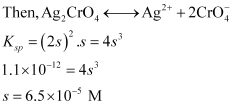 Then, Ag₂CrO₄ ⟷ Ag²⁺ + 2CrO₄⁻
Kₛₚ = (2s)².s = 4s³
1.1×10⁻¹² = 4s³
s = 6.5×10⁻⁵ M